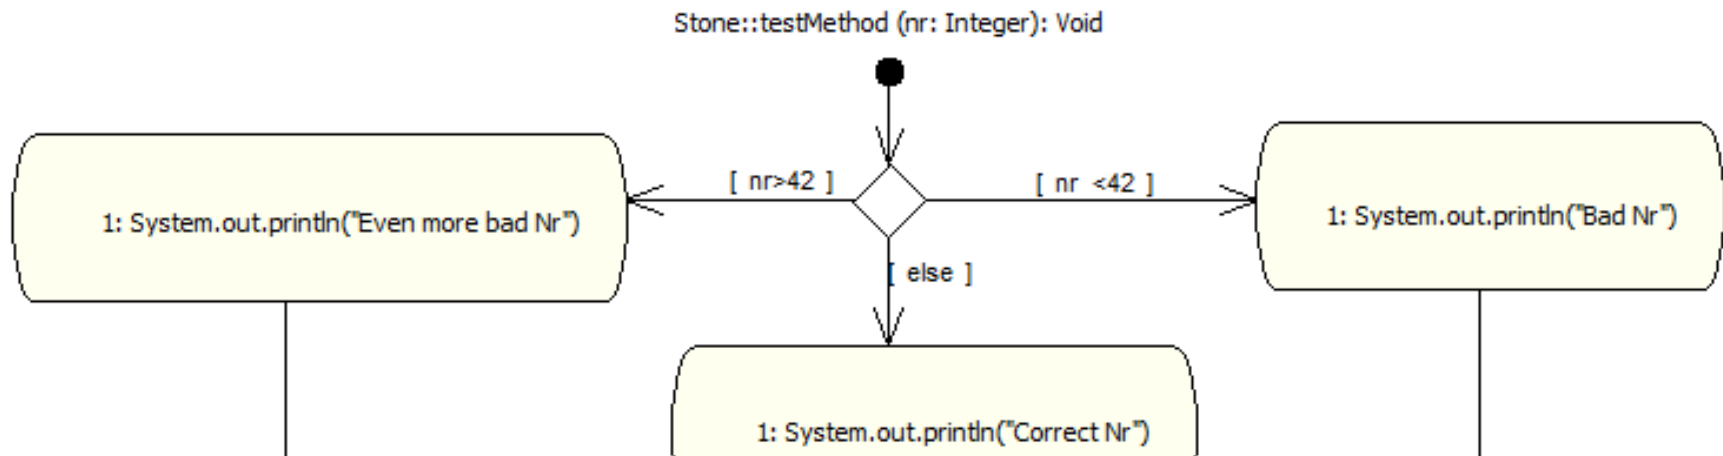 Stone::testMethod (nr: Integer): Void
[ nr>42 ]
[ nr <42 ]
1: System.out.println("Even more bad Nr")
1: System.out.println("Bad Nr")
[ else ]
1: System.out.println("Correct Nr")